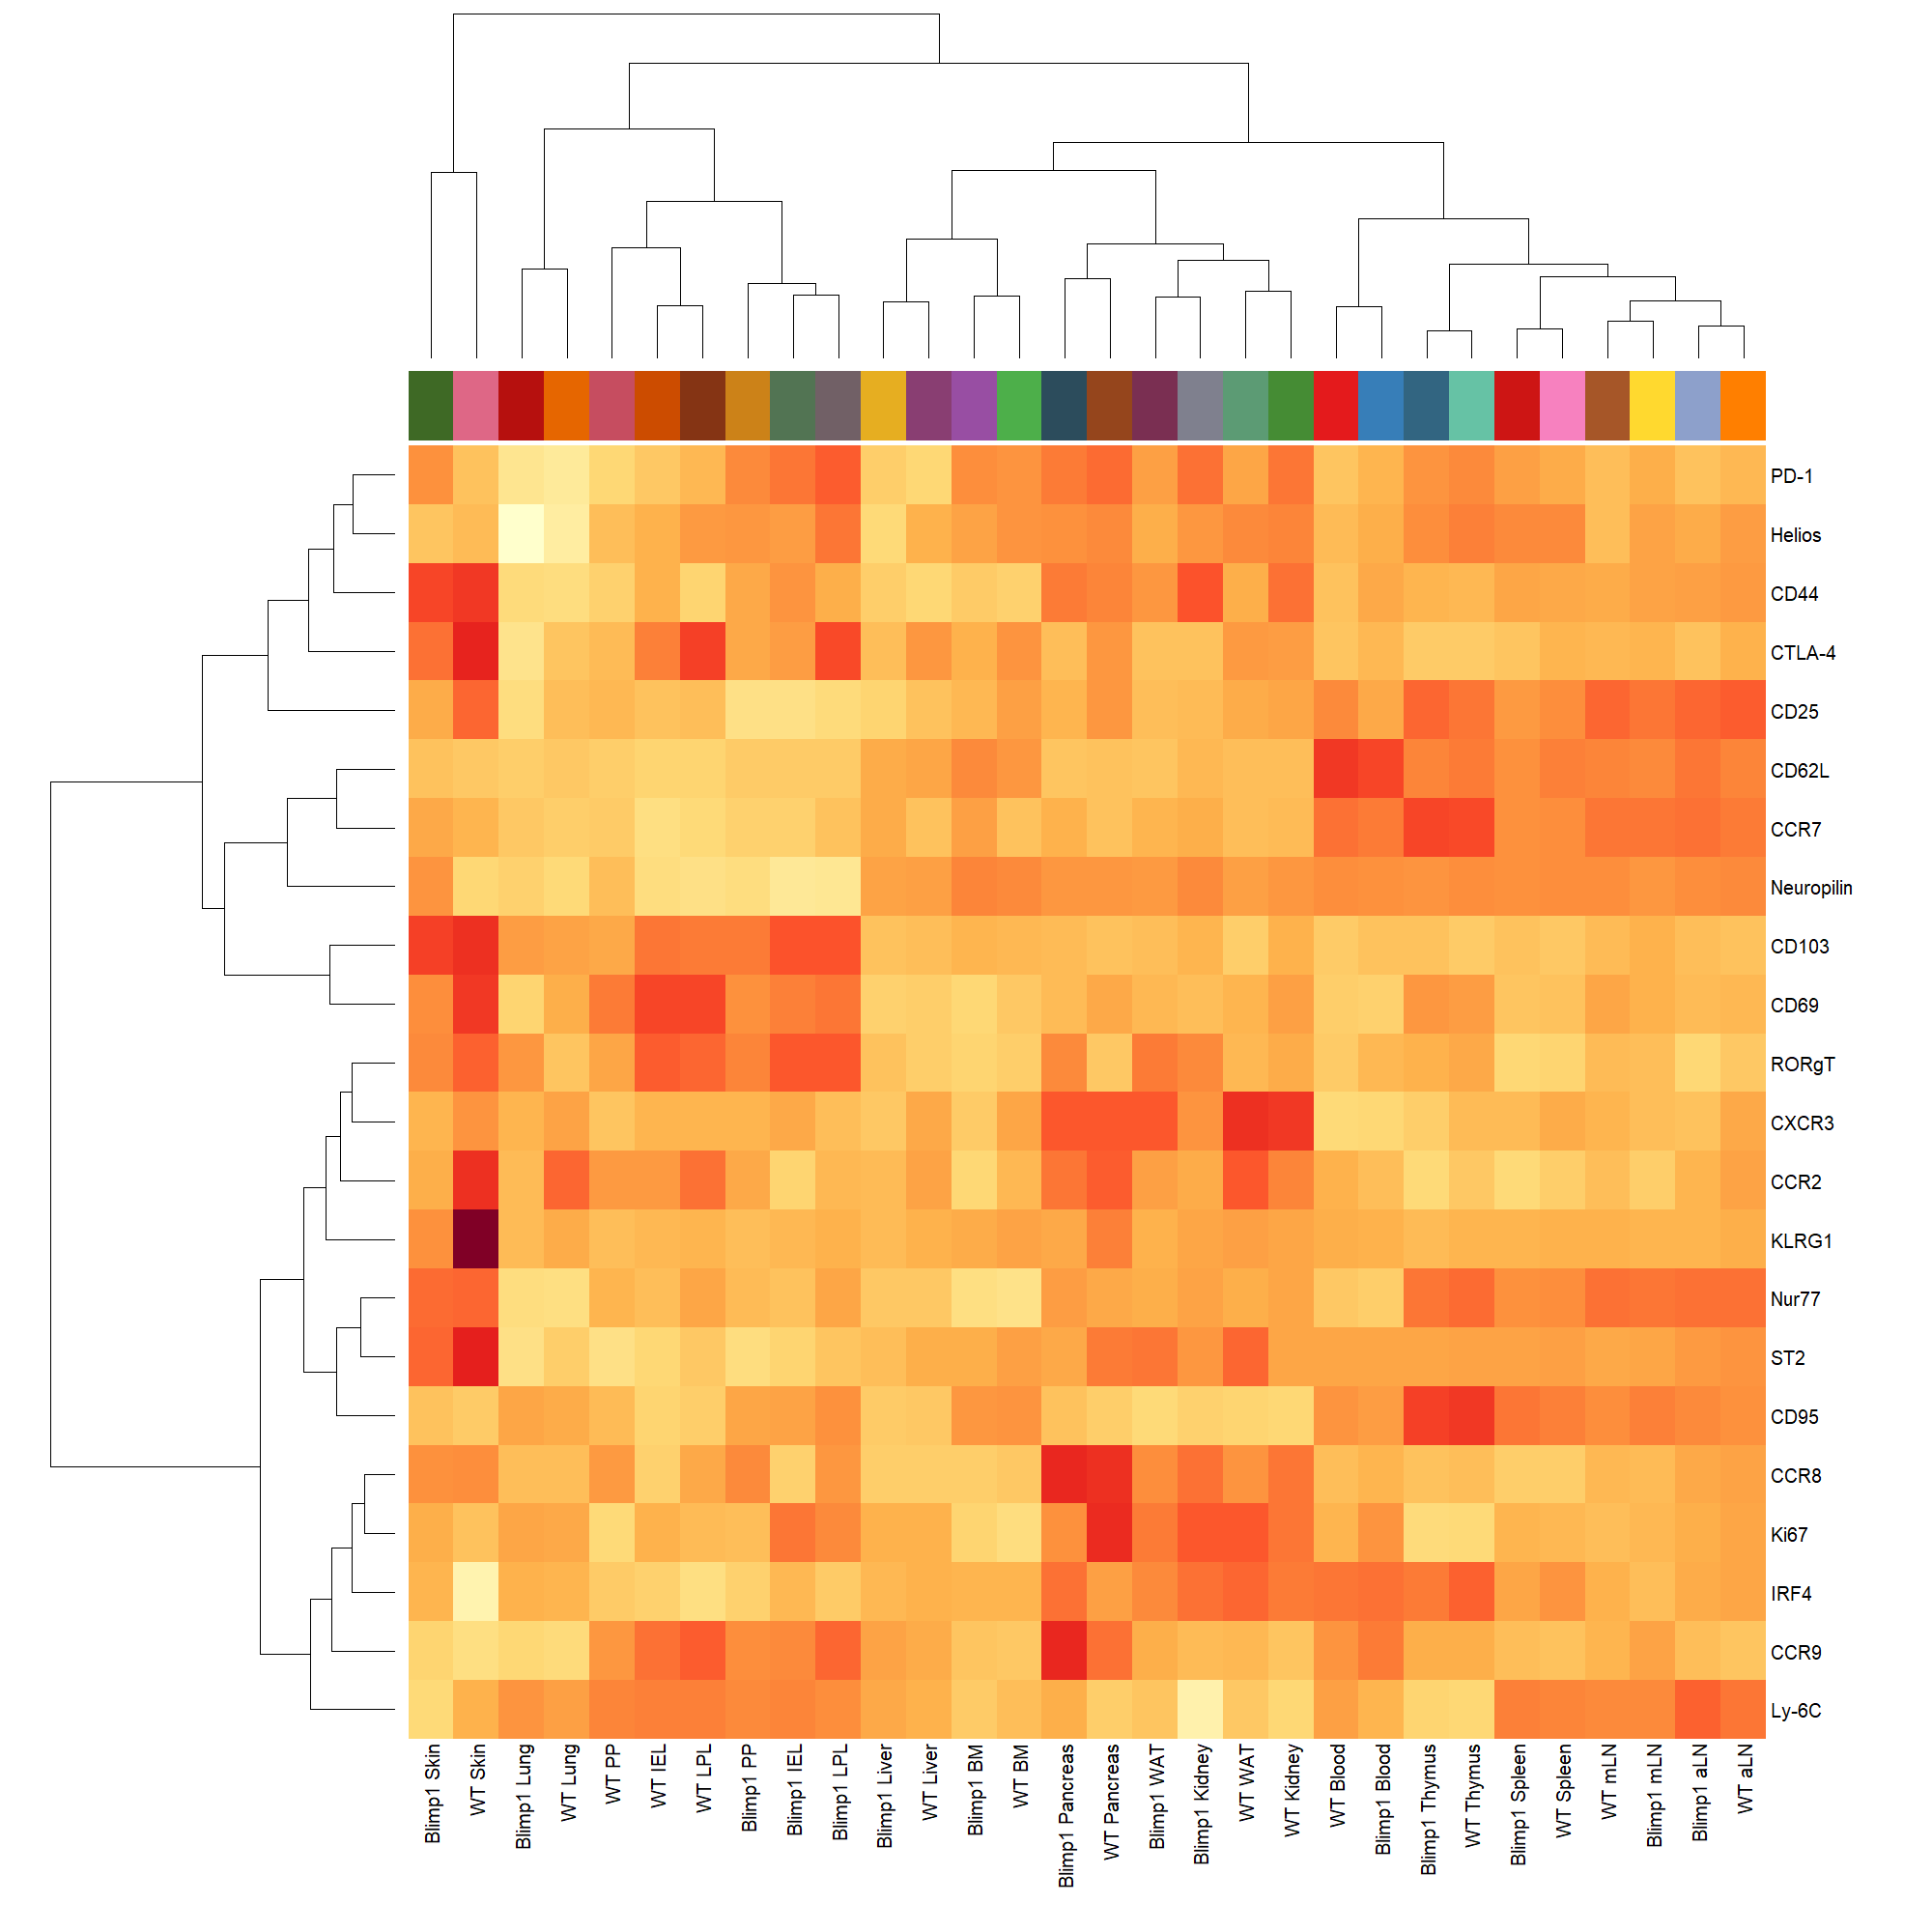 PD-1
Helios
CD44
CTLA-4
CD25
CD62L
CCR7
Neuropilin
CD103
CD69
RORgT
CXCR3
CCR2
KLRG1
Nur77
ST2
CD95
CCR8
Ki67
IRF4
CCR9
Ly-6C
Blimp1 Skin
WT Skin
Blimp1 Lung
WT Lung
WT PP
WT IEL
WT LPL
Blimp1 PP
Blimp1 IEL
Blimp1 LPL
Blimp1 Liver
WT Liver
Blimp1 BM
WT BM
Blimp1 Pancreas
WT Pancreas
Blimp1 WAT
Blimp1 Kidney
WT WAT
WT Kidney
WT Blood
Blimp1 Blood
Blimp1 Thymus
WT Thymus
Blimp1 Spleen
WT Spleen
WT mLN
Blimp1 mLN
Blimp1 aLN
WT aLN